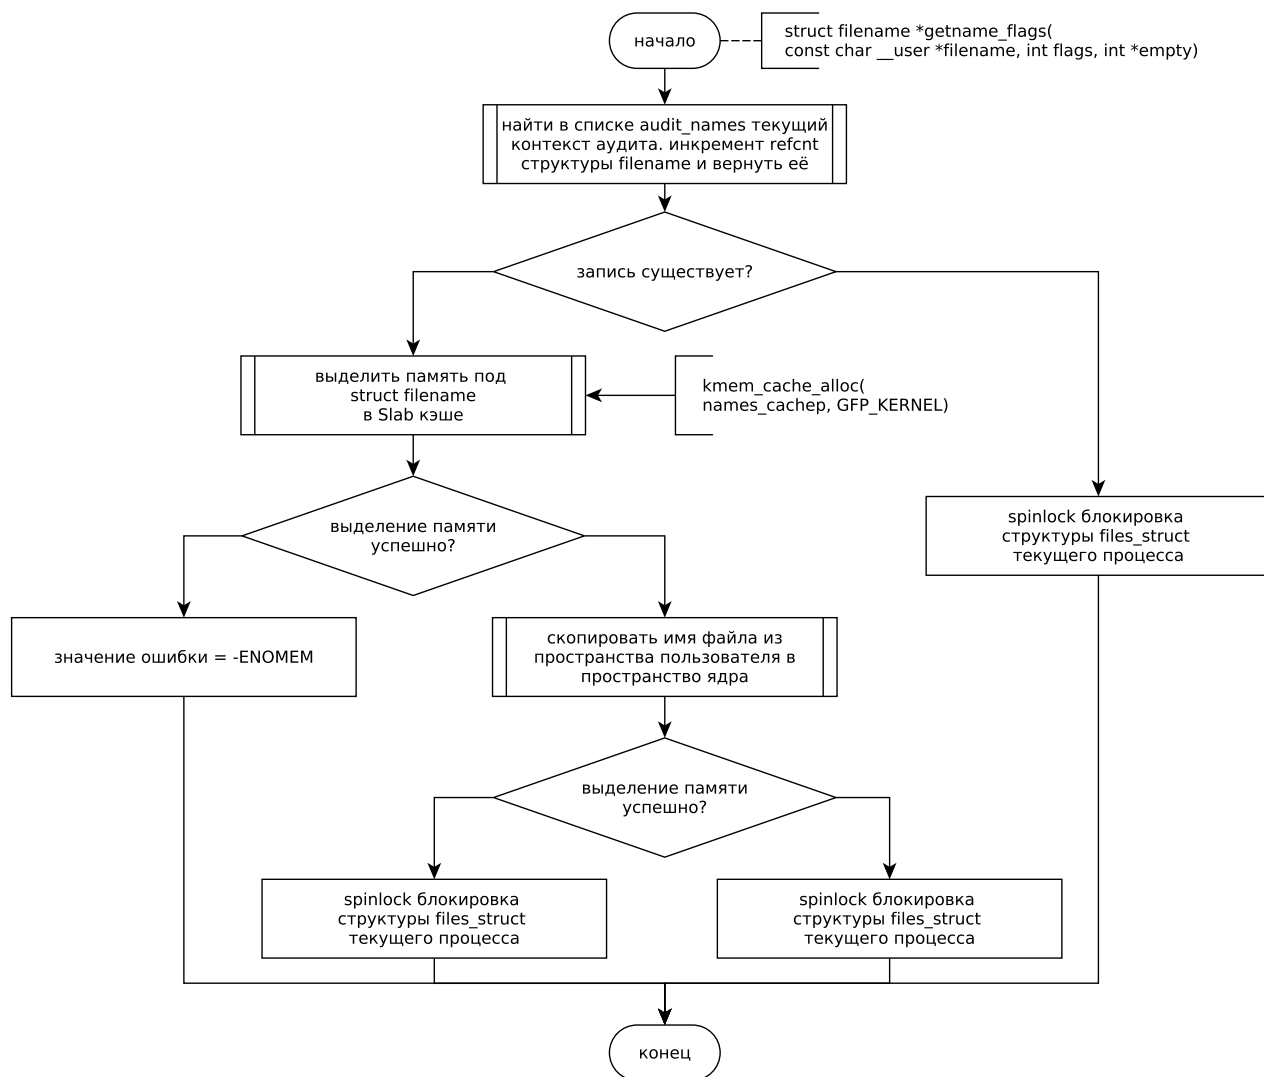 начало
struct filename *getname_flags(
const char __user *filename, int flags, int *empty)
найти в списке audit_names текущий
контекст аудита. инкремент refcnt
структуры filename и вернуть её
запись существует?
выделить память под
struct filename
в Slab кэше
kmem_cache_alloc(
names_cachep, GFP_KERNEL)
выделение памяти
успешно?
spinlock блокировка
структуры files_struct
текущего процесса
значение ошибки = -ENOMEM
скопировать имя файла из
пространства пользователя в
пространство ядра
выделение памяти
успешно?
spinlock блокировка
структуры files_struct
текущего процесса
spinlock блокировка
структуры files_struct
текущего процесса
конец